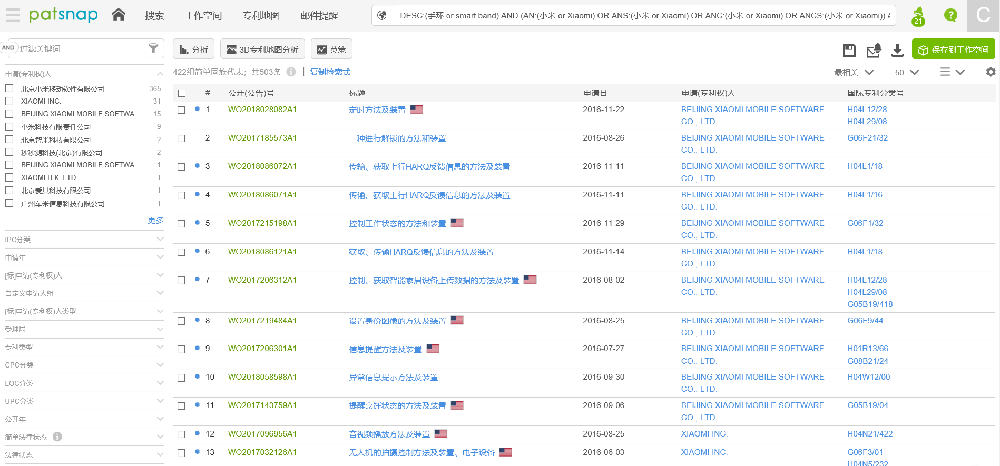 patsnap
搜索
工作空间
专利地图
邮件提醒
DESC:(手环 or smart band) AND (AN:(小米 or Xiaomi) OR ANS:(小米 or Xiaomi) OR ANC:(小米 or Xiaomi) OR ANCS:(小米 or Xiaomi)) A
21
?
C
AND
过滤关键词
申请(专利权)人
北京小米移动软件有限公司 365
XIAOMI INC. 31
BEIJING XIAOMI MOBILE SOFTWA... 15
小米科技有限责任公司 9
北京智米科技有限公司 2
秒秒测科技(北京)有限公司 2
BEIJING XIAOMI MOBILE SOFTWA... 1
XIAOMI H.K. LTD. 1
北京爱其科技有限公司 1
广州车米信息科技有限公司 1
更多
IPC分类
申请年
[标]申请(专利权)人
自定义申请人组
[标]申请(专利权)人类型
受理局
专利类型
CPC分类
LOC分类
UPC分类
公开年
简单法律状态
法律状态
分析
3D专利地图分析
英策
保存到工作空间
422组简单同族代表；共503条
复制检索式
最相关
50
# 公开(公告)号 标题 申请日 申请(专利权)人 国际专利分类号
1 WO2018028082A1 定时方法及装置 2016-11-22 BEIJING XIAOMI MOBILE SOFTWARE H04L12/28
CO., LTD. H04L29/08
2 WO2017185573A1 一种进行解锁的方法和装置 2016-08-26 BEIJING XIAOMI MOBILE SOFTWARE G06F21/32
CO., LTD.
3 WO2018086072A1 传输、获取上行HARQ反馈信息的方法及装置 2016-11-11 BEIJING XIAOMI MOBILE SOFTWARE H04L1/18
CO., LTD.
4 WO2018086071A1 传输、获取上行HARQ反馈信息的方法及装置 2016-11-11 BEIJING XIAOMI MOBILE SOFTWARE H04L1/16
CO., LTD.
5 WO2017215198A1 控制工作状态的方法和装置 2016-11-29 BEIJING XIAOMI MOBILE SOFTWARE G06F1/32
CO., LTD.
6 WO2018086121A1 获取、传输HARQ反馈信息的方法及装置 2016-11-14 BEIJING XIAOMI MOBILE SOFTWARE H04L1/18
CO., LTD.
7 WO2017206312A1 控制、获取智能家居设备上传数据的方法及装置 2016-08-02 BEIJING XIAOMI MOBILE SOFTWARE H04L12/28
CO., LTD. H04L29/08
G05B19/418
8 WO2017219484A1 设置身份图像的方法及装置 2016-08-25 BEIJING XIAOMI MOBILE SOFTWARE G06F9/44
CO., LTD.
9 WO2017206301A1 信息提醒方法及装置 2016-07-27 BEIJING XIAOMI MOBILE SOFTWARE H01R13/66
CO., LTD. G08B21/24
10 WO2018058598A1 异常信息提示方法及装置 2016-09-30 BEIJING XIAOMI MOBILE SOFTWARE H04W12/00
CO., LTD.
11 WO2017143759A1 提醒烹饪状态的方法及装置 2016-09-06 BEIJING XIAOMI MOBILE SOFTWARE G05B19/04
CO., LTD.
12 WO2017096956A1 音视频播放方法及装置 2016-08-25 XIAOMI INC. H04N21/422
13 WO2017032126A1 无人机的拍摄控制方法及装置、电子设备 2016-06-03 XIAOMI INC. G06F3/01
H04N5/232